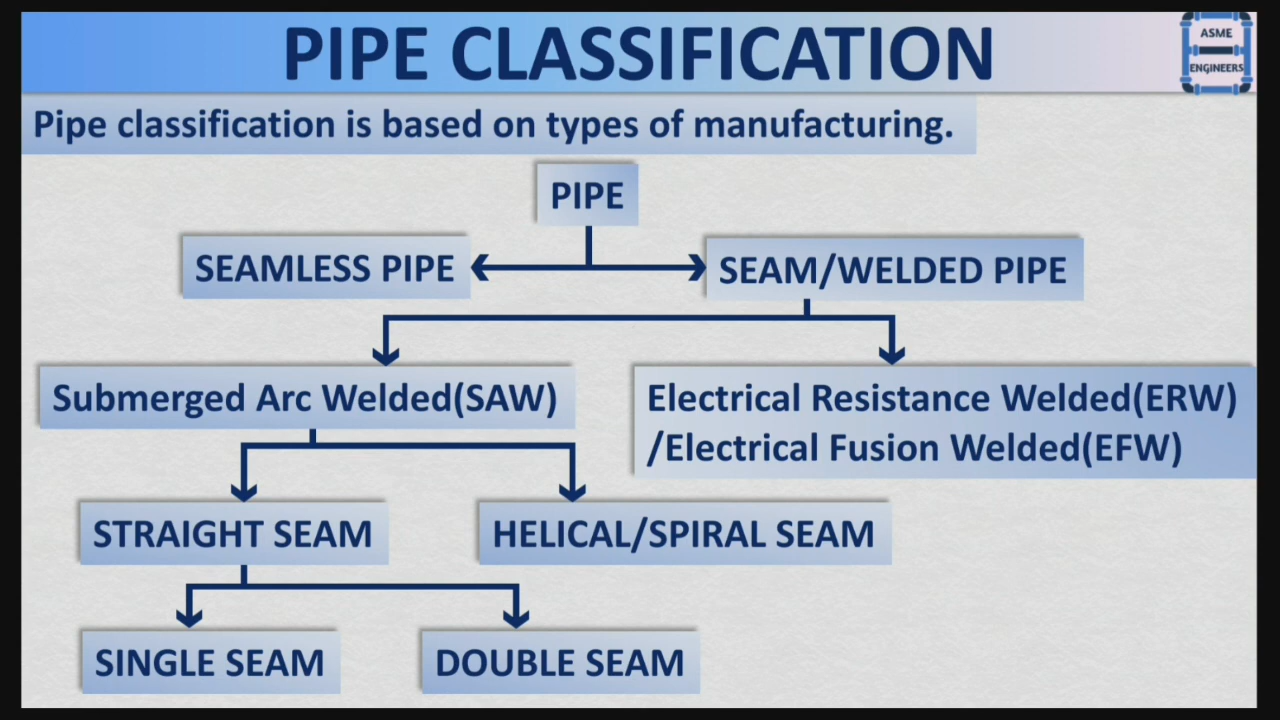 PIPE CLASSIFICATION
ASME
ENGINEERS
Pipe classification is based on types of manufacturing.
PIPE
SEAMLESS PIPE
SEAM/WELDED PIPE
Submerged Arc Welded(SAW)
Electrical Resistance Welded(ERW)
/Electrical Fusion Welded(EFW)
STRAIGHT SEAM
HELICAL/SPIRAL SEAM
SINGLE SEAM
DOUBLE SEAM